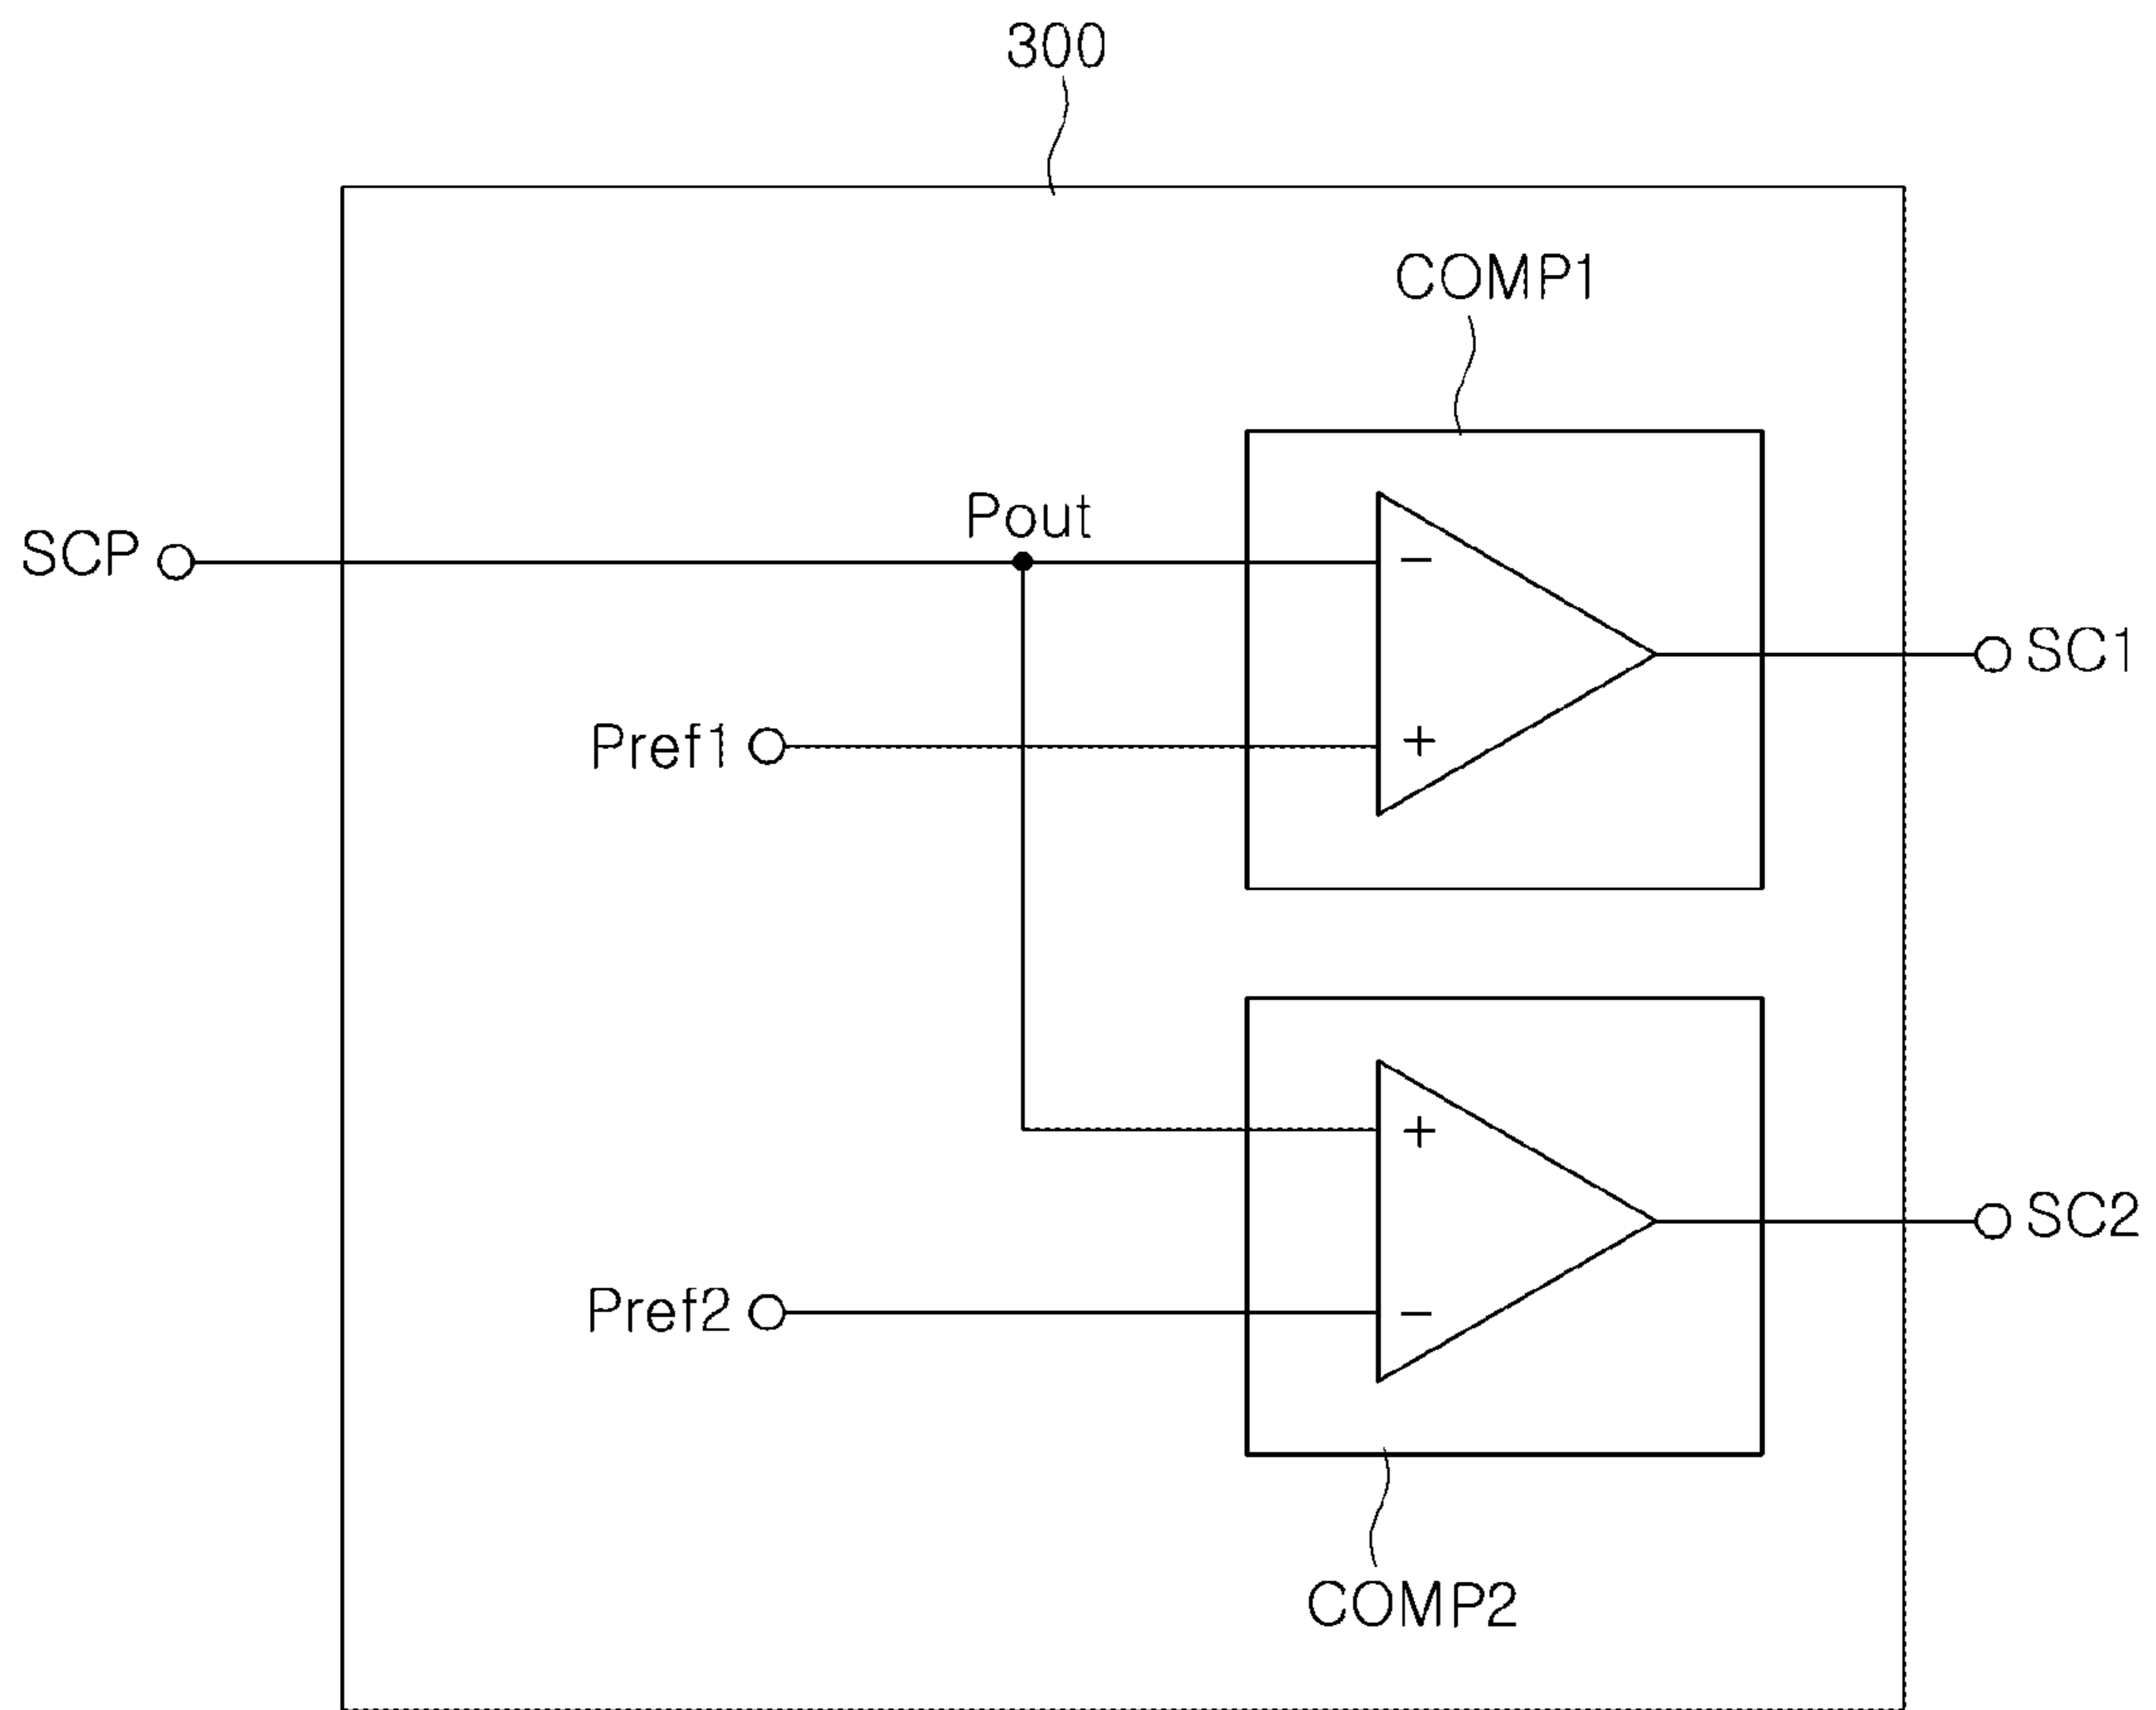 300
COMP1
Pout
SCP
−
SC1
Pref1
+
+
SC2
Pref2
−
COMP2